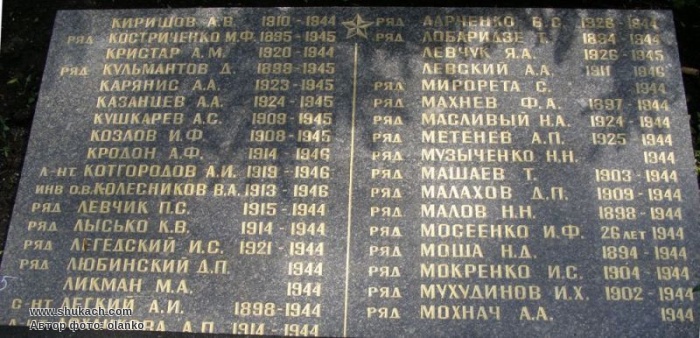 КИРИШОВ А.В. 1910-1944
РЯД КОСТРИЧЕНКО М.Ф. 1895-1945
КРИСТАР А.М. 1920-1944
РЯД КУЛЬМАНТОВ Д. 1899-1945
КАРЯНИС А.А. 1923-1945
КАЗАНЦЕВ А.А. 1924-1945
КУШКАРЕВ А.С. 1909-1945
КОЗЛОВ И.Ф. 1908-1945
КРОДОН А.Ф. 1914-1946
Л-НТ КОТГОРОДОВ А.И. 1919-1946
ИНВ О.В. КОЛЕСНИКОВ В.А. 1913-1946
РЯД ЛЕВЧИК П.С. 1915-1944
РЯД ЛЫСЬКО К.В. 1914-1944
РЯД ЛЕГЕДСКИЙ И.С. 1921-1944
РЯД ЛЮБИНСКИЙ Д.П. 1944
ЛИКМАН М.А. 1944
С-НТ ЛЕГКИЙ А.И. 1898-1944
А.П. 1914-1944
РЯД В.С. 1926-1944
РЯД ЛОБАРИДЗЕ Т. 1894-1944
ЛЕВЧУК Я.А. 1926-1945
ЛЕВСКИЙ А.А. 1911 1946
РЯД МИРОРЕТА С. 1944
РЯД МАХНЕВ Ф.А. 1897-1944
РЯД МАСЛИВЫЙ Н.А. 1924-1944
РЯД МЕТЕНЕВ А.П. 1925 1944
РЯД МУЗЫЧЕНКО Н.Н. 1944
РЯД МАШАЕВ Т. 1903-1944
РЯД МАЛАХОВ Д.П. 1909-1944
РЯД МАЛОВ Н.Н. 1898-1944
РЯД МОСЕЕНКО И.Ф. 26 ЛЕТ 1944
РЯД МОША Н.Д. 1894-1944
РЯД МОКРЕНКО И.С. 1904-1944
РЯД МУХУДИНОВ И.Х. 1902-1944
РЯД МОХНАЧ А.А. 1944
www.shukach.com
Автор фото: olanko